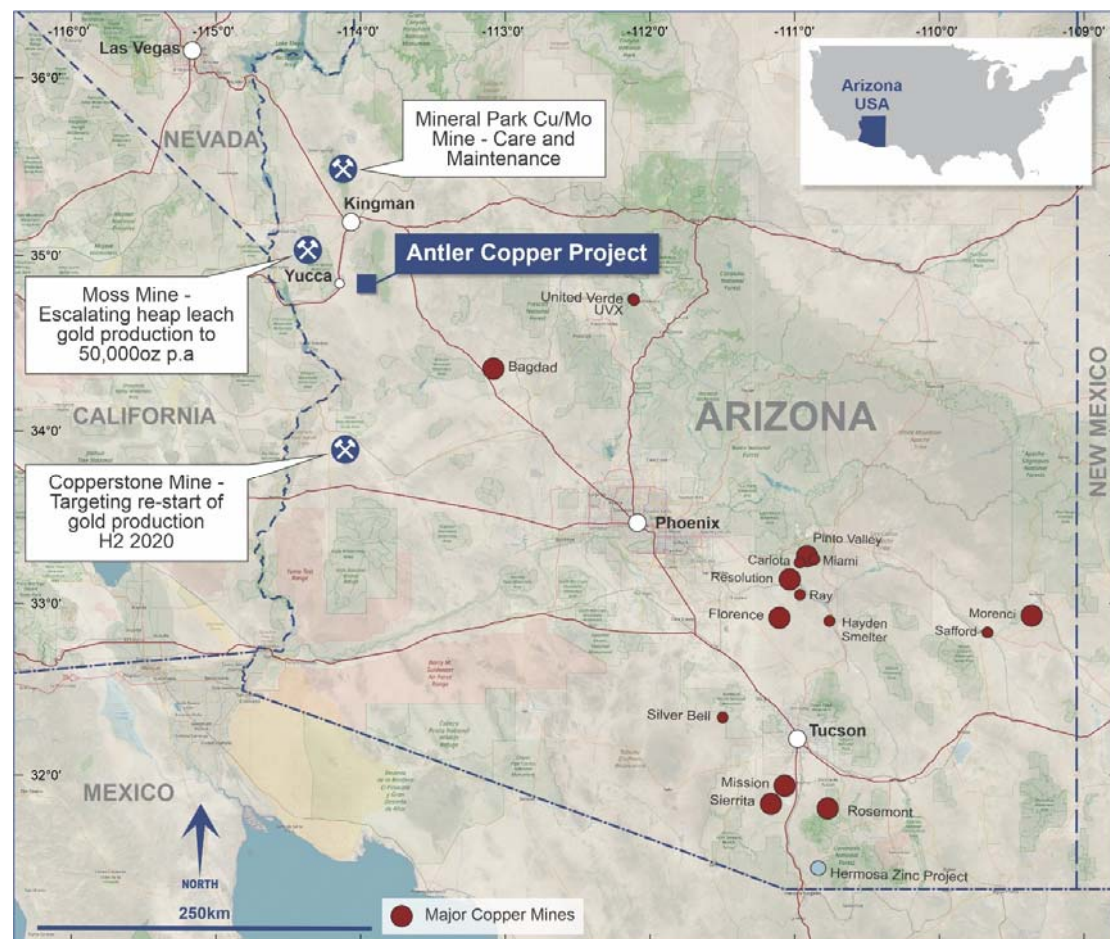 -116°0'
-115°0'
-114°0'
-113°0'
-112°0'
-111°0'
-110°0'
-109°0'
36°0'
35°0'
34°0'
33°0'
32°0'
Las Vegas
NEVADA
Mineral Park Cu/Mo
Mine - Care and
Maintenance
Arizona
USA
Kingman
Antler Copper Project
Yucca
Moss Mine -
Escalating heap leach
gold production to
50,000oz p.a
United Verde
UVX
Bagdad
CALIFORNIA
ARIZONA
NEW MEXICO
Copperstone Mine -
Targeting re-start of
gold production
H2 2020
Phoenix
Pinto Valley
Carlota
Miami
Resolution
Ray
Florence
Hayden
Smelter
Morenci
Safford
Silver Bell
Tucson
Mission
Sierrita
Rosemont
Hermosa Zinc Project
MEXICO
NORTH
250km
Major Copper Mines